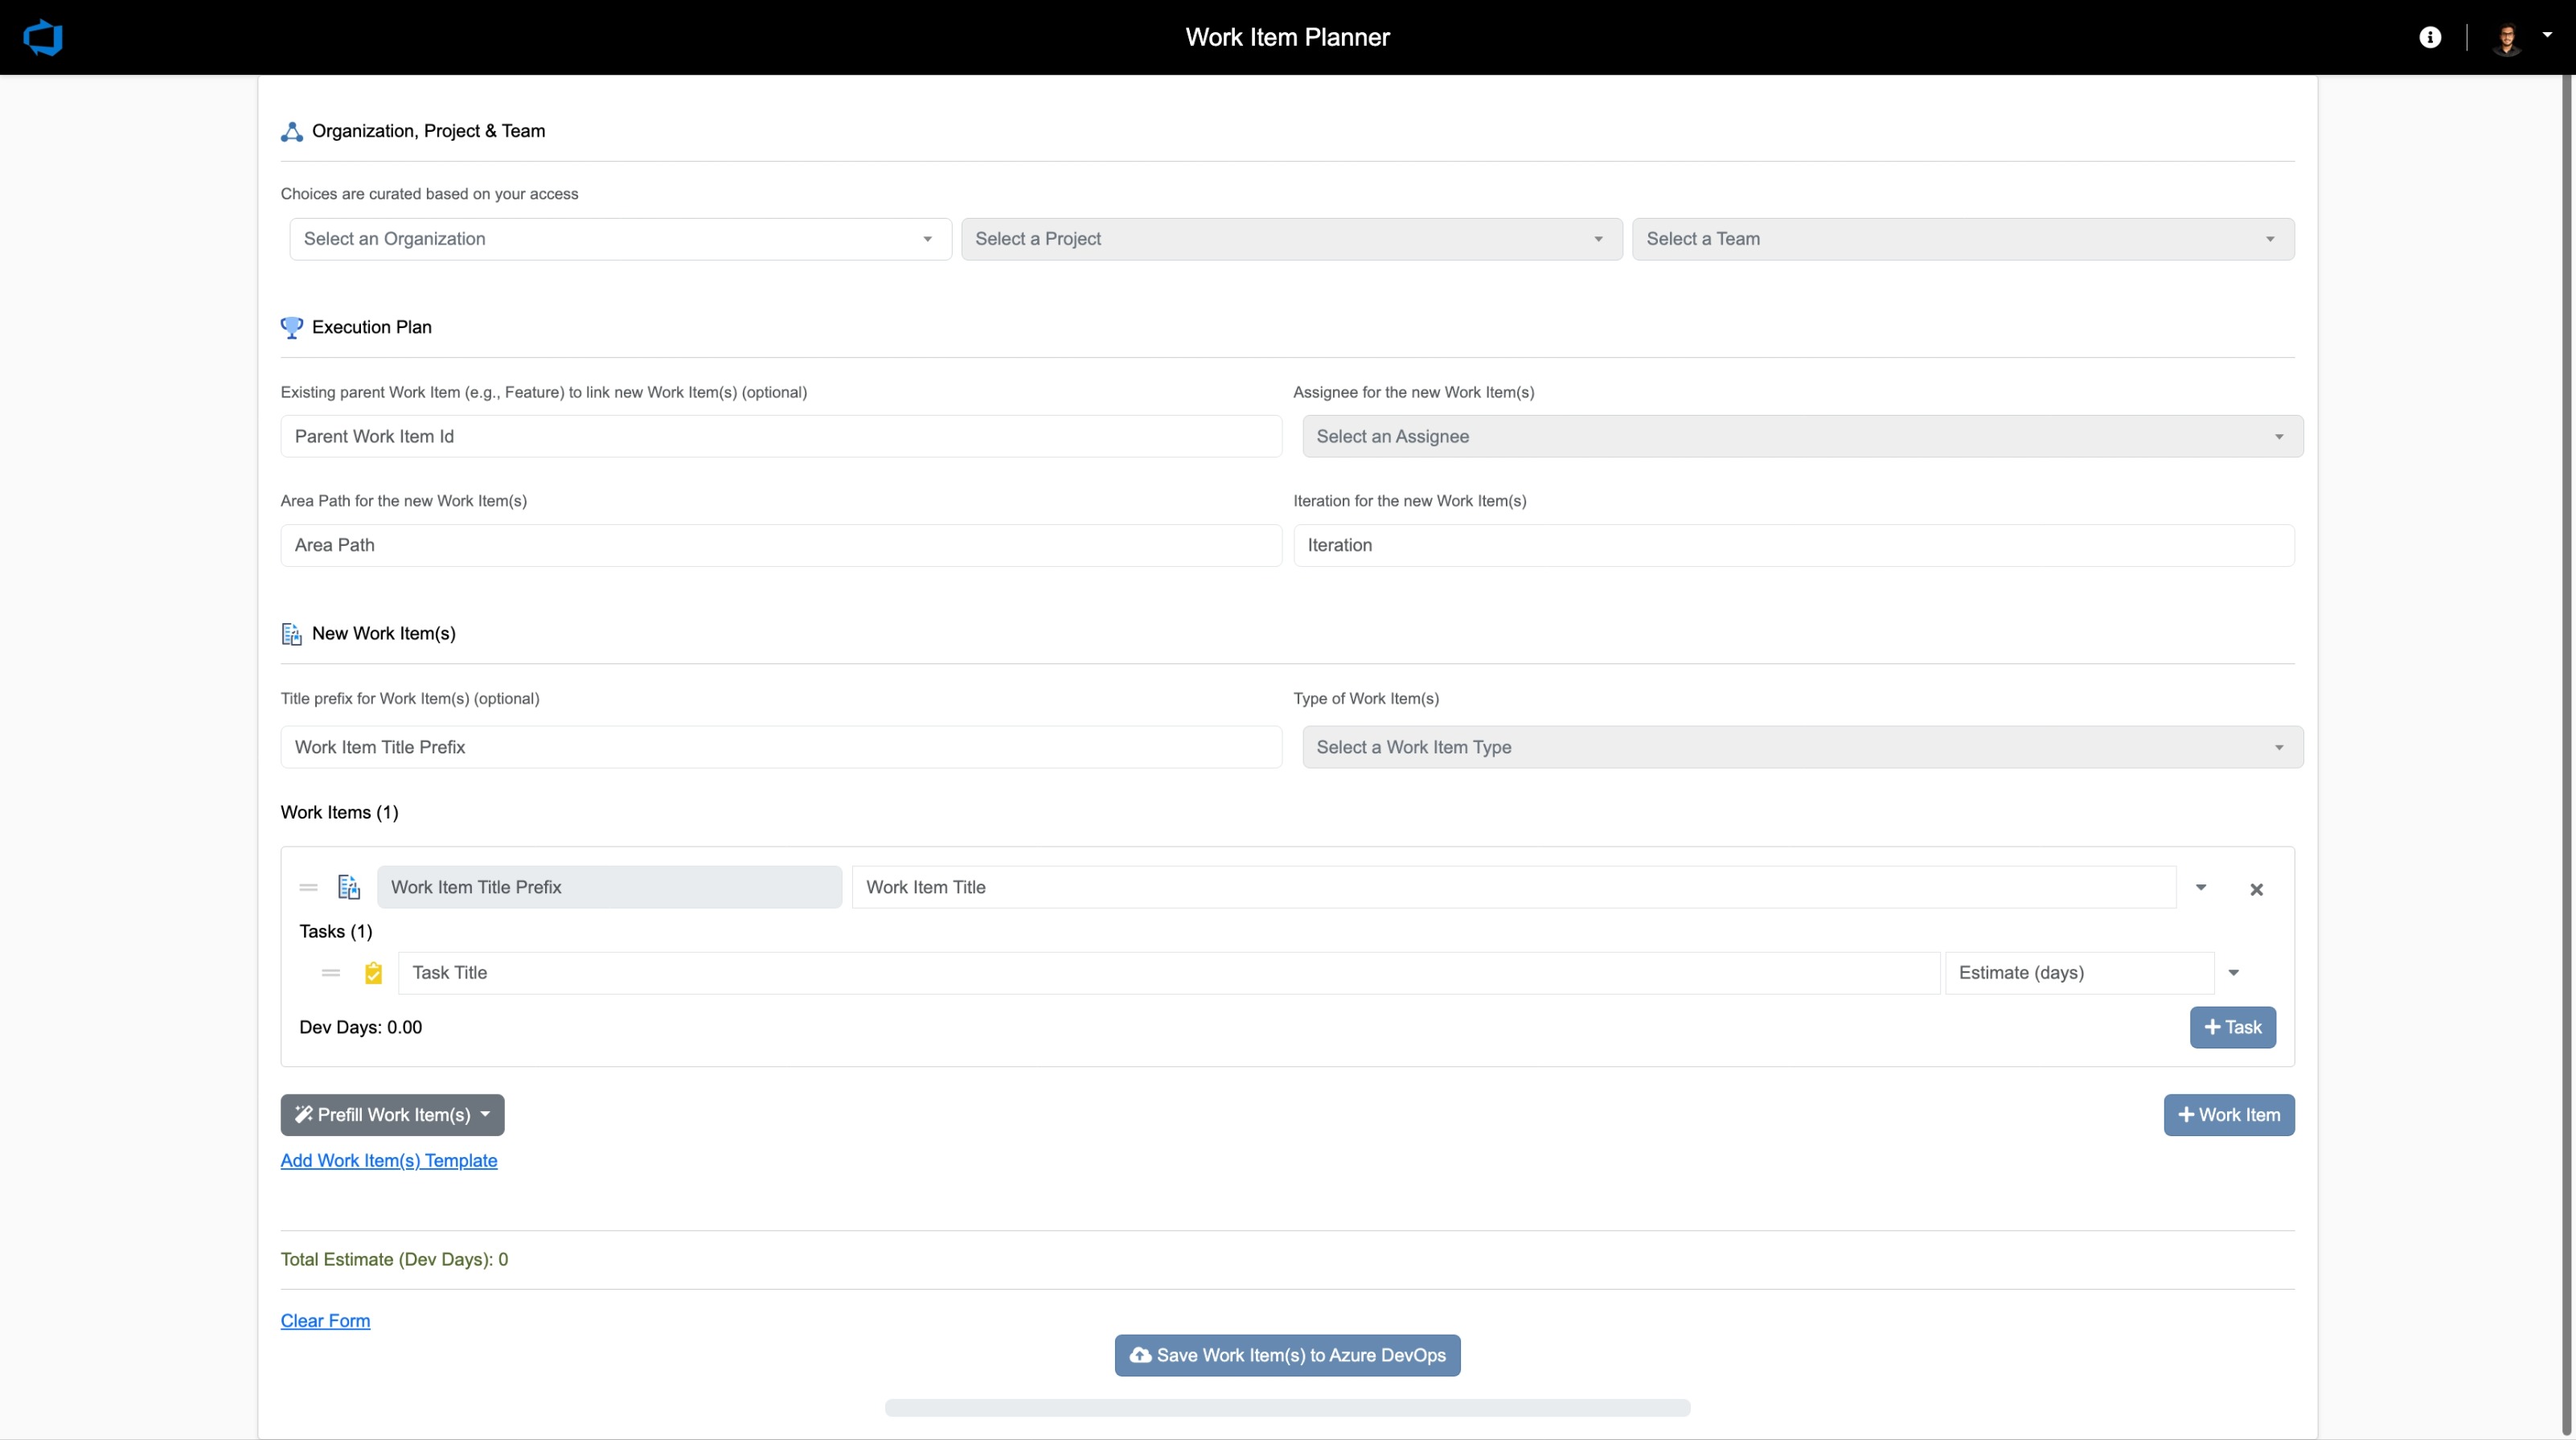 Work Item Planner
Organization, Project & Team
Choices are curated based on your access
Select an Organization
Select a Project
Select a Team
Execution Plan
Existing parent Work Item (e.g., Feature) to link new Work Item(s) (optional)
Assignee for the new Work Item(s)
Parent Work Item Id
Select an Assignee
Area Path for the new Work Item(s)
Iteration for the new Work Item(s)
Area Path
Iteration
New Work Item(s)
Title prefix for Work Item(s) (optional)
Type of Work Item(s)
Work Item Title Prefix
Select a Work Item Type
Work Items (1)
Work Item Title Prefix
Work Item Title
Tasks (1)
Task Title
Estimate (days)
Dev Days: 0.00
Task
Prefill Work Item(s)
Work Item
Add Work Item(s) Template
Total Estimate (Dev Days): 0
Clear Form
Save Work Item(s) to Azure DevOps